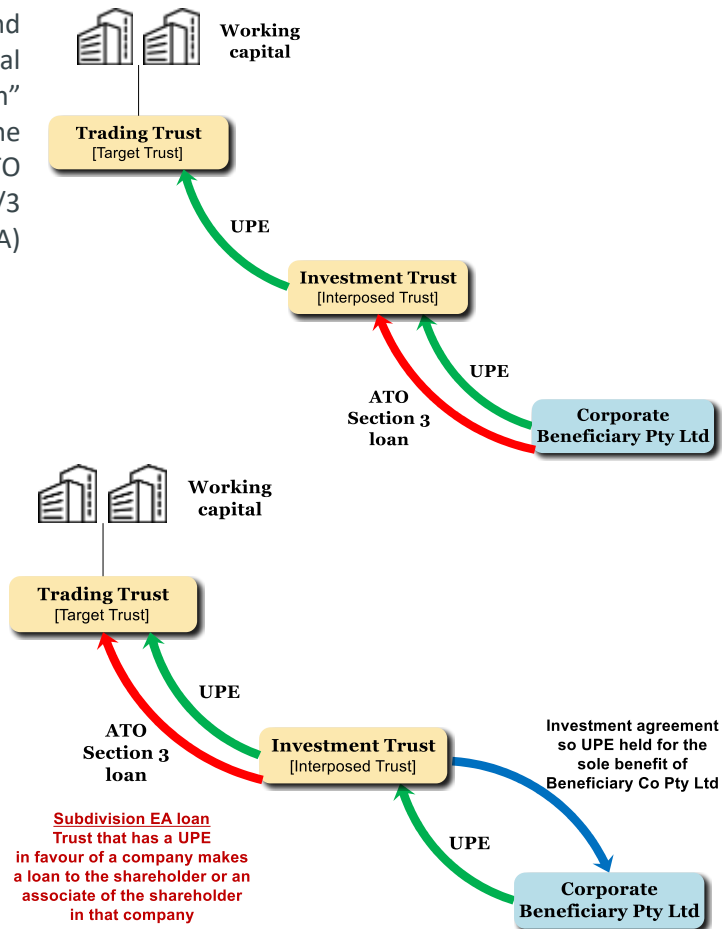 nd
al
TO
/3
A)
Working
capital
Trading Trust
[Target Trust]
UPE
Investment Trust
[Interposed Trust]
UPE
ATO
Section 3
loan
Corporate
Beneficiary Pty Ltd
Working
capital
Trading Trust
[Target Trust]
UPE
ATO
Section 3
loan
Investment Trust
[Interposed Trust]
Investment agreement
so UPE held for the
sole benefit of
Beneficiary Co Pty Ltd
UPE
Subdivision EA loan
Trust that has a UPE
in favour of a company makes
a loan to the shareholder or an
associate of the shareholder
in that company
Corporate
Beneficiary Pty Ltd